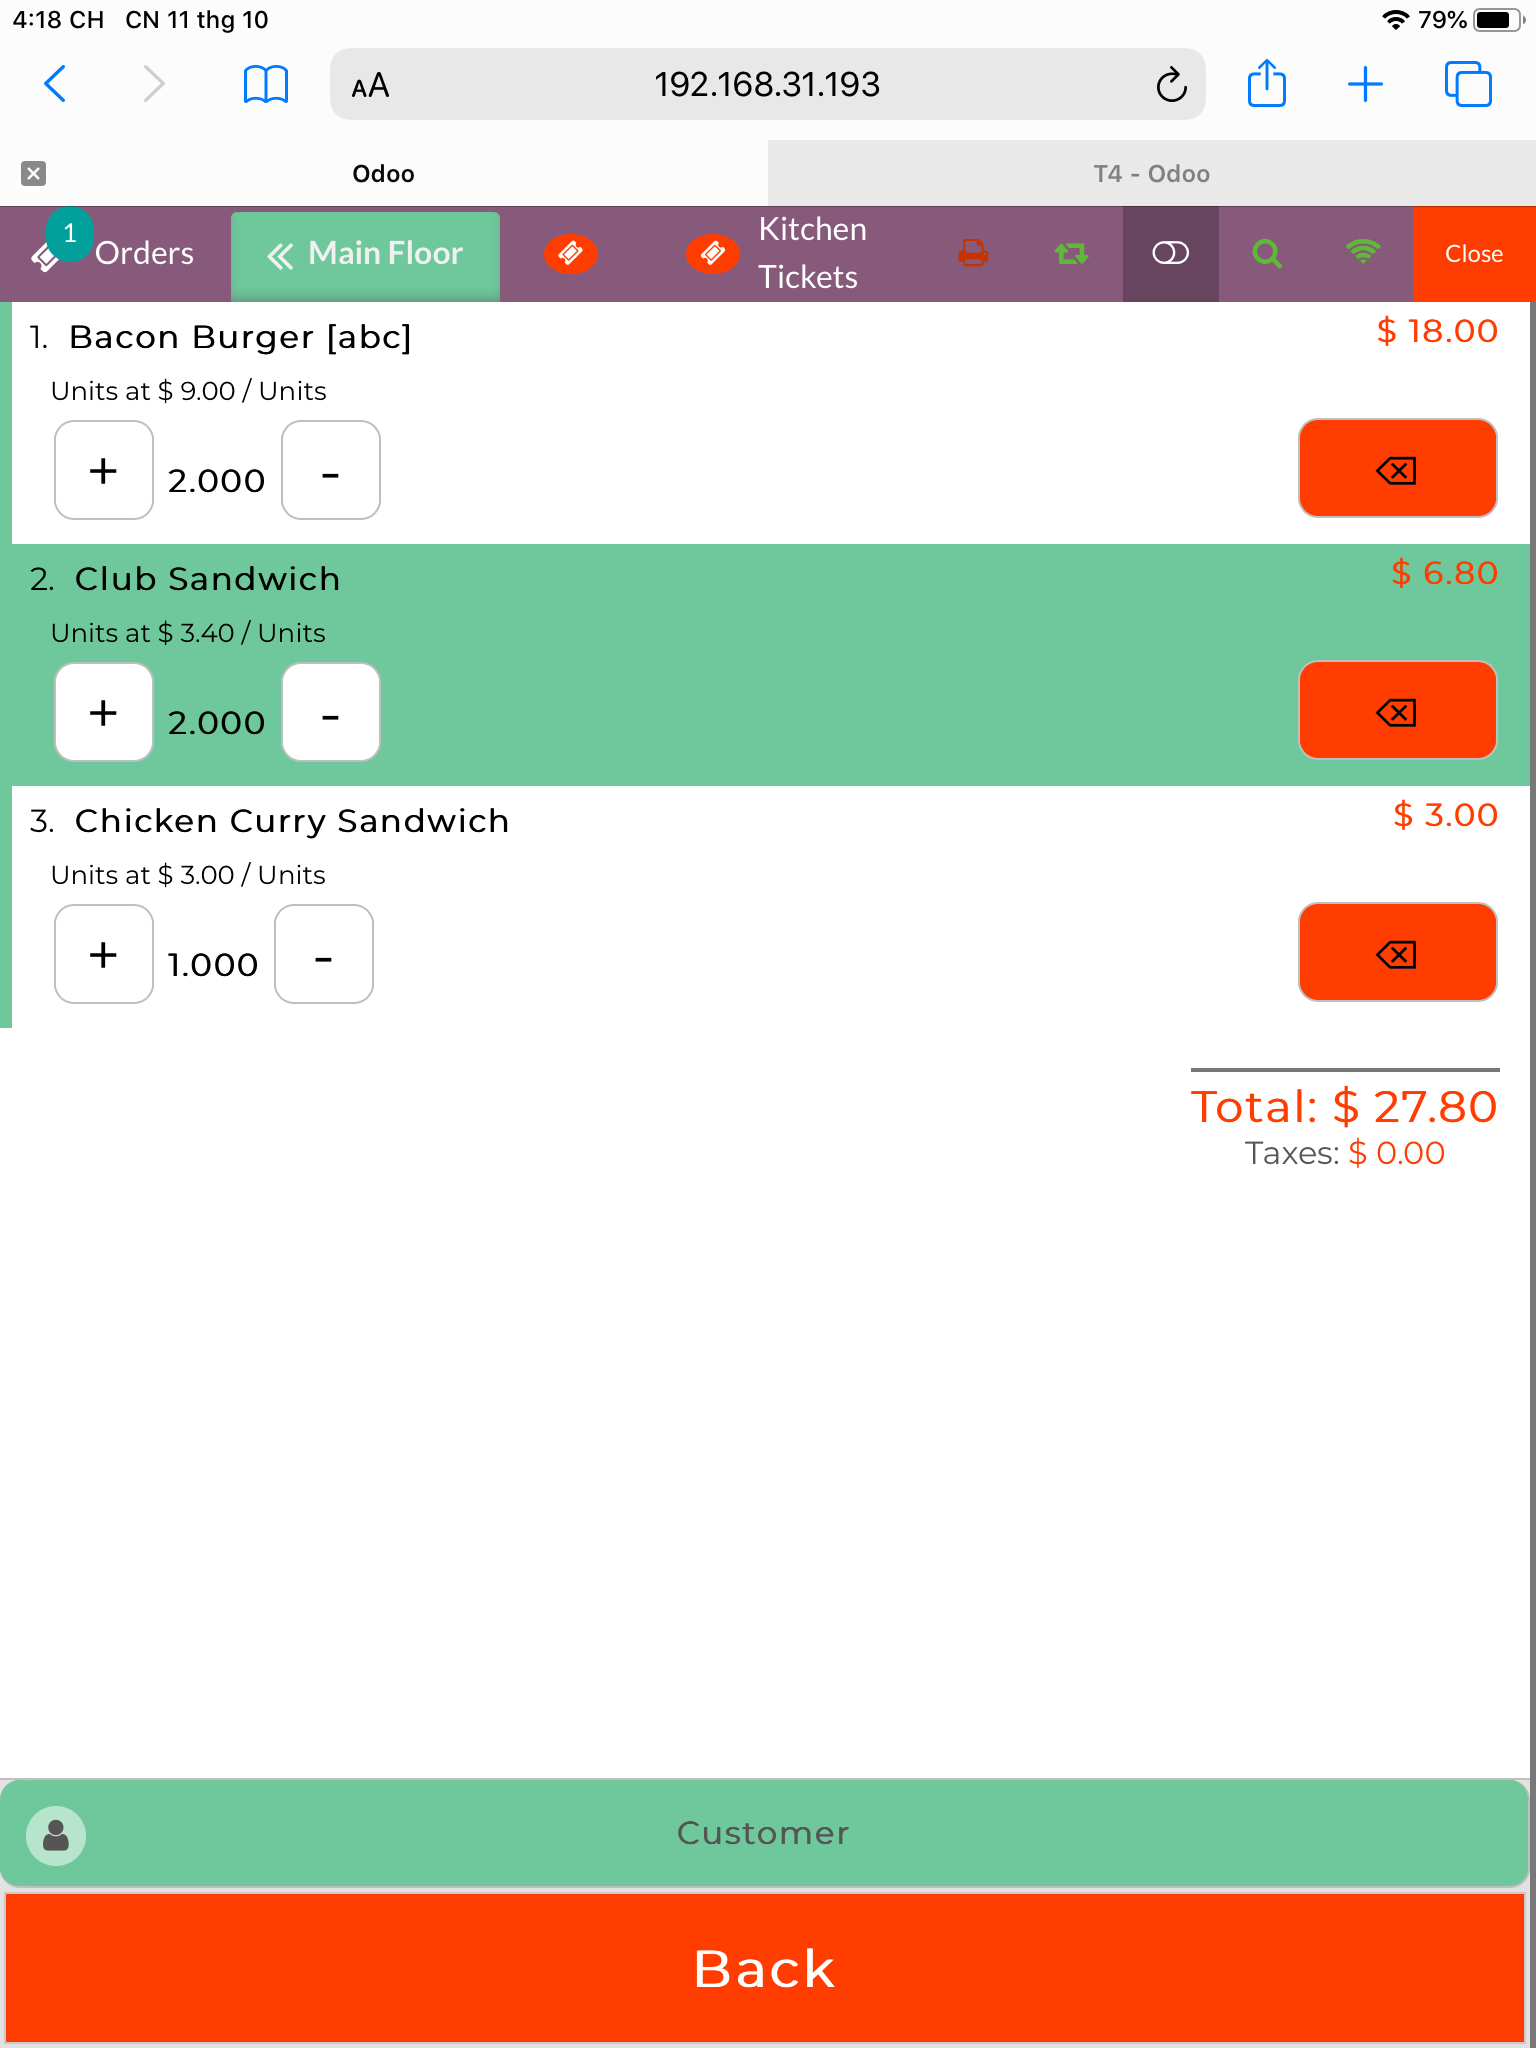 4:18 CH CN 11 thg 10 79%
AA 192.168.31.193
Odoo T4 - Odoo
1 Orders Main Floor Kitchen Tickets Close
1. Bacon Burger [abc] $ 18.00
Units at $ 9.00 / Units
+ 2.000 -
2. Club Sandwich $ 6.80
Units at $ 3.40 / Units
+ 2.000 -
3. Chicken Curry Sandwich $ 3.00
Units at $ 3.00 / Units
+ 1.000 -
Total: $ 27.80
Taxes: $ 0.00
Customer
Back